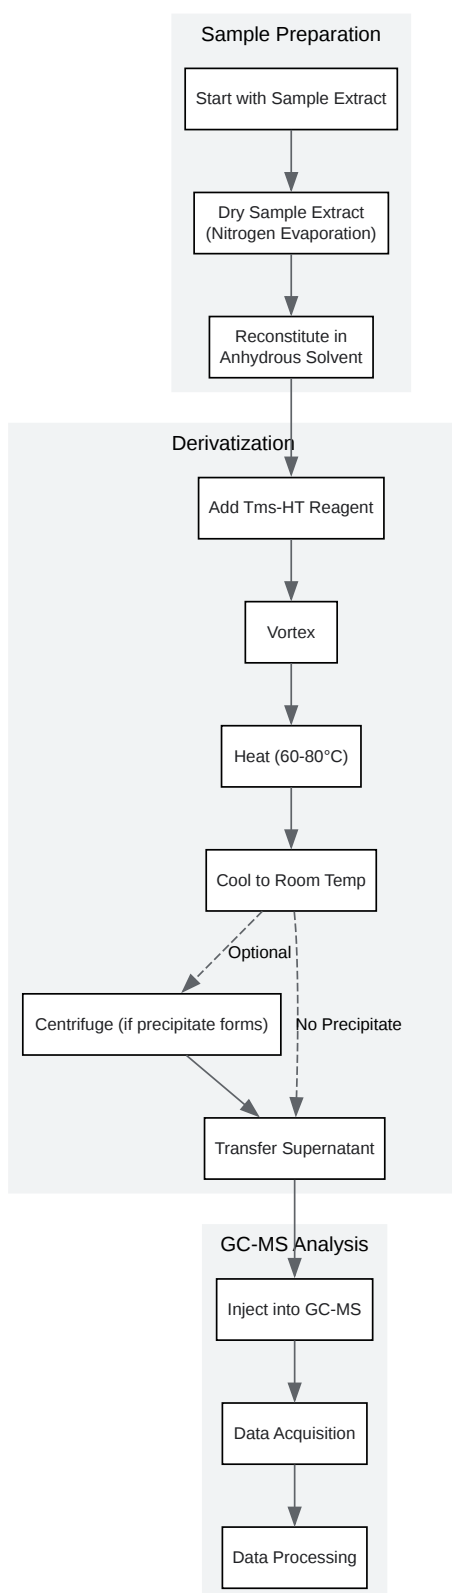 Sample Preparation
Start with Sample Extract
Dry Sample Extract
(Nitrogen Evaporation)
Reconstitute in
Anhydrous Solvent
Derivatization
Add Tms-HT Reagent
Vortex
Heat (60-80°C)
Cool to Room Temp
Optional
Centrifuge (if precipitate forms)
No Precipitate
Transfer Supernatant
GC-MS Analysis
Inject into GC-MS
Data Acquisition
Data Processing